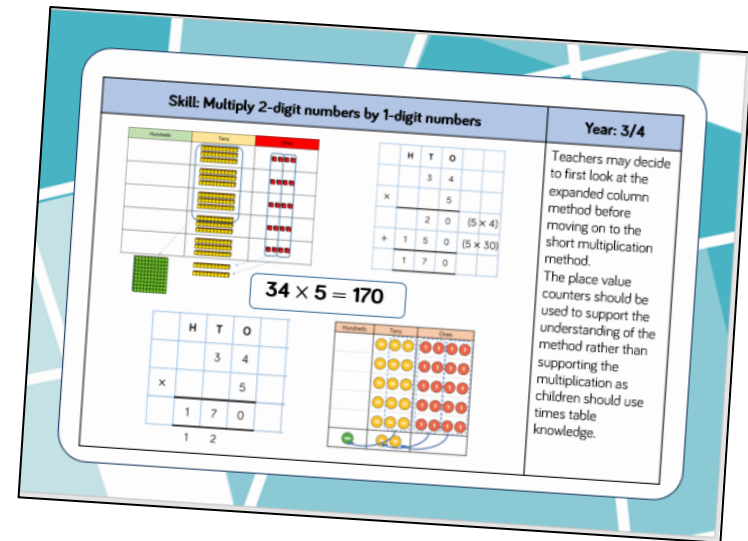 Skill: Multiply 2-digit numbers by 1-digit numbers
Year: 3/4
Hundreds Tens Ones
H T O
3 4
× 5
2 0 (5 × 4)
+ 1 5 0 (5 × 30)
1 7 0
34 × 5 = 170
H T O
3 4
× 5
1 7 0
1 2
Hundreds Tens Ones
Teachers may decide
to first look at the
expanded column
method before
moving on to the
short multiplication
method.
The place value
counters should be
used to support the
understanding of the
method rather than
supporting the
multiplication as
children should use
times table
knowledge.